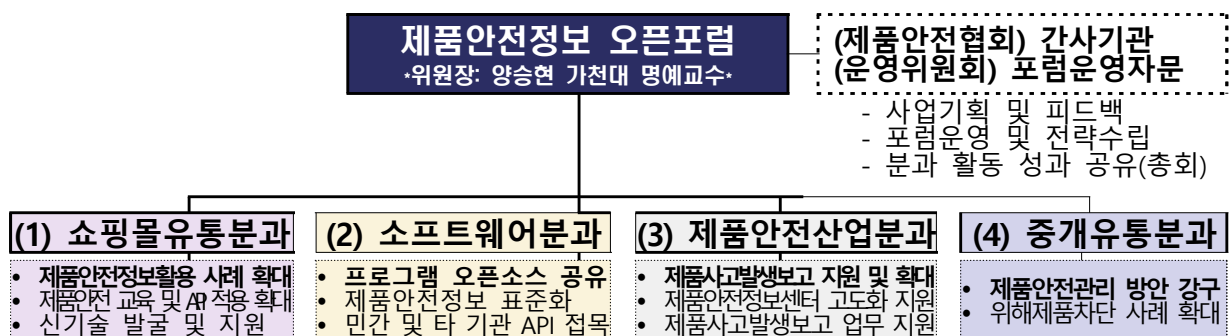 제품안전정보 오픈포럼
*위원장: 양승현 가천대 명예교수*
(제품안전협회) 간사기관
(운영위원회) 포럼운영자문
- 사업기획 및 피드백
- 포럼운영 및 전략수립
- 분과 활동 성과 공유(총회)
(1) 쇼핑몰유통분과
• 제품안전정보활용 사례 확대
• 제품안전 교육 및 API 적용 확대
• 신기술 발굴 및 지원
(2) 소프트웨어분과
• 프로그램 오픈소스 공유
• 제품안전정보 표준화
• 민간 및 타 기관 API 접목
(3) 제품안전산업분과
• 제품사고발생보고 지원 및 확대
• 제품안전정보센터 고도화 지원
• 제품사고발생보고 업무 지원
(4) 중개유통분과
• 제품안전관리 방안 강구
• 위해제품차단 사례 확대